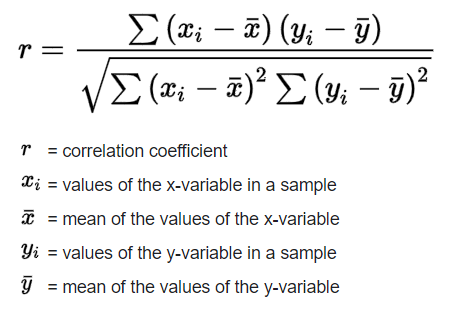 r = Σ (xᵢ − x̄) (yᵢ − ȳ) / √(Σ (xᵢ − x̄)² Σ (yᵢ − ȳ)²)
r = correlation coefficient
xᵢ = values of the x-variable in a sample
x̄ = mean of the values of the x-variable
yᵢ = values of the y-variable in a sample
ȳ = mean of the values of the y-variable